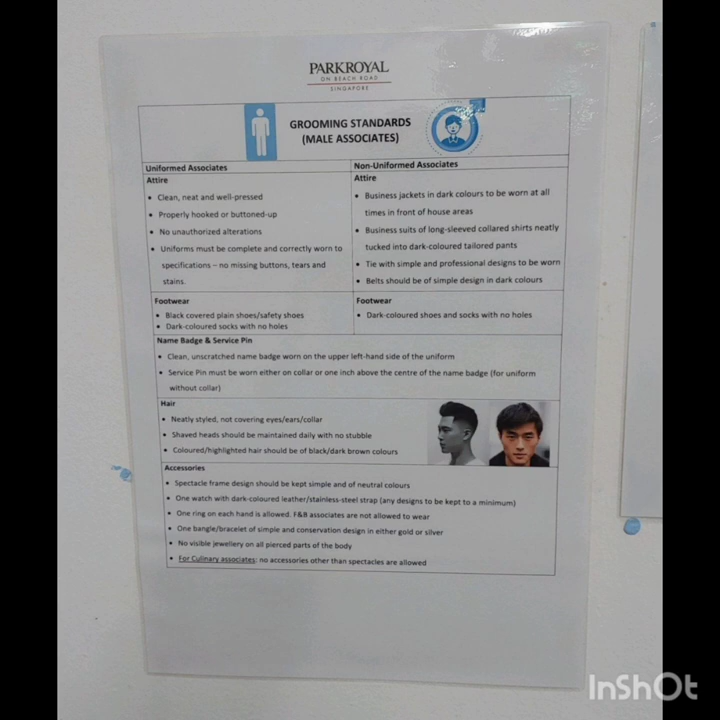 PARKROYAL
ON BEACH ROAD
SINGAPORE
GROOMING STANDARDS
(MALE ASSOCIATES)
Uniformed Associates
Attire
• Clean, neat and well-pressed
• Properly hooked or buttoned-up
• No unauthorized alterations
• Uniforms must be complete and correctly worn to
specifications – no missing buttons, tears and
stains.
Non-Uniformed Associates
Attire
• Business jackets in dark colours to be worn at all
times in front of house areas
• Business suits of long-sleeved collared shirts neatly
tucked into dark-coloured tailored pants
• Tie with simple and professional designs to be worn
• Belts should be of simple design in dark colours
Footwear
• Black covered plain shoes/safety shoes
• Dark-coloured socks with no holes
Footwear
• Dark-coloured shoes and socks with no holes
Name Badge & Service Pin
• Clean, unscratched name badge worn on the upper left-hand side of the uniform
• Service Pin must be worn either on collar or one inch above the centre of the name badge (for uniform
without collar)
Hair
• Neatly styled, not covering eyes/ears/collar
• Shaved heads should be maintained daily with no stubble
• Coloured/highlighted hair should be of black/dark brown colours
Accessories
• Spectacle frame design should be kept simple and of neutral colours
• One watch with dark-coloured leather/stainless-steel strap (any designs to be kept to a minimum)
• One ring on each hand is allowed. F&B associates are not allowed to wear
• One bangle/bracelet of simple and conservation design in either gold or silver
• No visible jewellery on all pierced parts of the body
• For Culinary associates: no accessories other than spectacles are allowed
InShOt